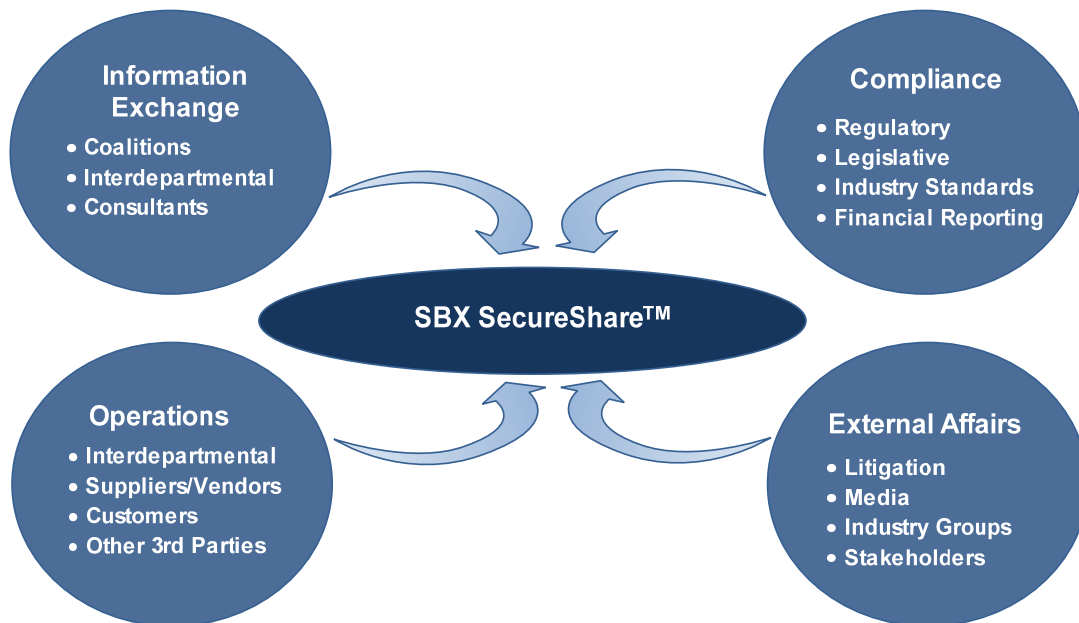 Information
Exchange
• Coalitions
• Interdepartmental
• Consultants
Compliance
• Regulatory
• Legislative
• Industry Standards
• Financial Reporting
SBX SecureShare™
Operations
• Interdepartmental
• Suppliers/Vendors
• Customers
• Other 3rd Parties
External Affairs
• Litigation
• Media
• Industry Groups
• Stakeholders